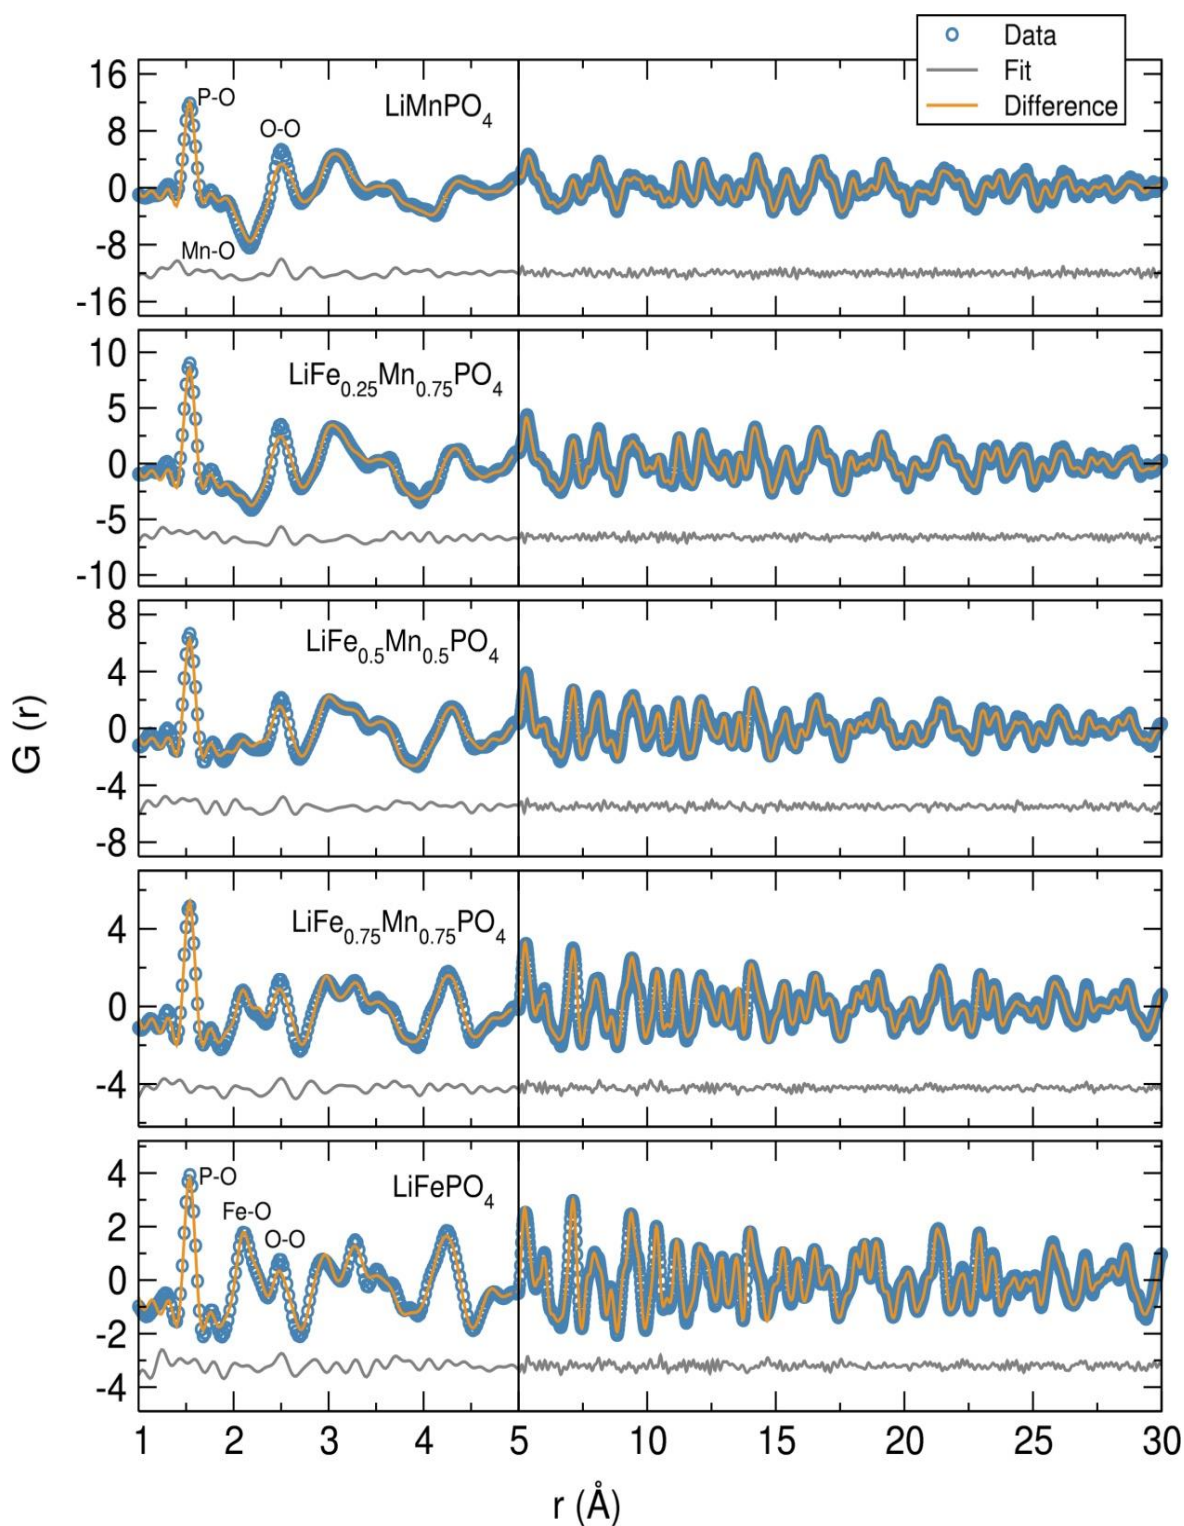 Data
Fit
Difference
16
8
0
-8
-16
P-O
O-O
Mn-O
LiMnPO4
10
5
0
-5
-10
LiFe0.25Mn0.75PO4
8
4
0
-4
-8
LiFe0.5Mn0.5PO4
4
0
-4
LiFe0.75Mn0.75PO4
4
2
0
-2
-4
P-O
Fe-O
O-O
LiFePO4
G (r)
1 2 3 4 5 10 15 20 25 30
r (Å)